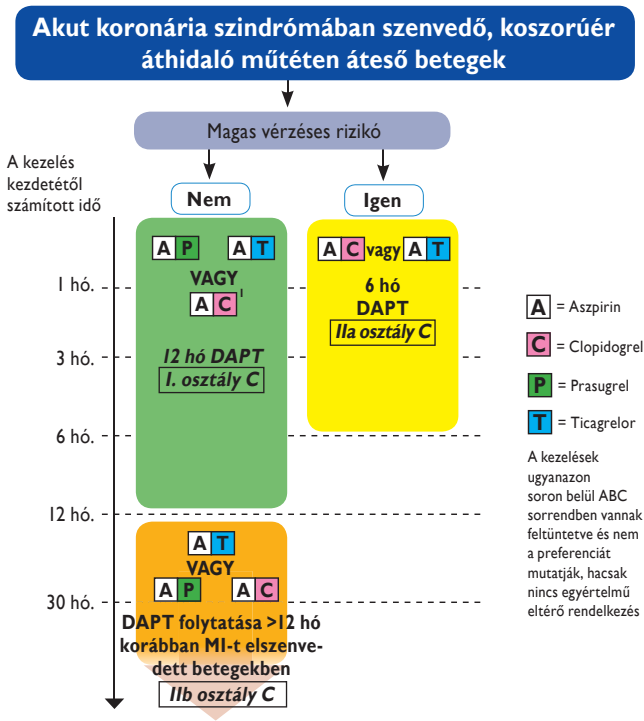 Akut koronária szindrómában szenvedő, koszorúér
áthidaló műtéten áteső betegek
Magas vérzéses rizikó
A kezelés
kezdetétől
számított idő
Nem
Igen
A P A T
VAGY
A C 1
12 hó DAPT
I. osztály C
A C vagy A T
6 hó
DAPT
IIa osztály C
1 hó.
3 hó.
6 hó.
12 hó.
30 hó.
A T
VAGY
A P A C
DAPT folytatása >12 hó
korábban MI-t elszenve-
dett betegekben
IIb osztály C
A = Aszpirin
C = Clopidogrel
P = Prasugrel
T = Ticagrelor
A kezelések
ugyanazon
soron belül ABC
sorrendben vannak
feltüntetve és nem
a preferenciát
mutatják, hacsak
nincs egyértelmű
eltérő rendelkezés